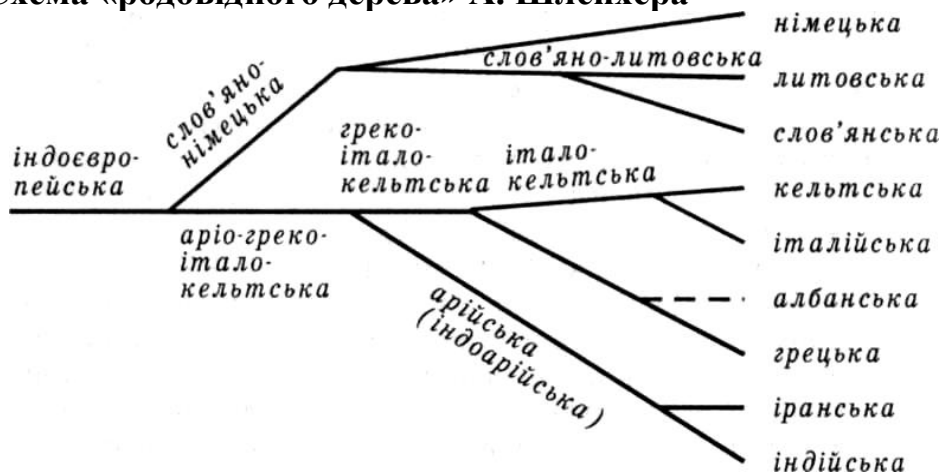 Схема «родовідного дерева» А. Шлейхера
німецька
слов’яно-литовська
литовська
слов’янська
слов’яно-
німецька
індоєвро-
пейська
греко-
італо-
кельтська
італо-
кельтська
кельтська
італійська
аріо-греко-
італо-
кельтська
арійська
(індоарійська)
албанська
грецька
іранська
індійська